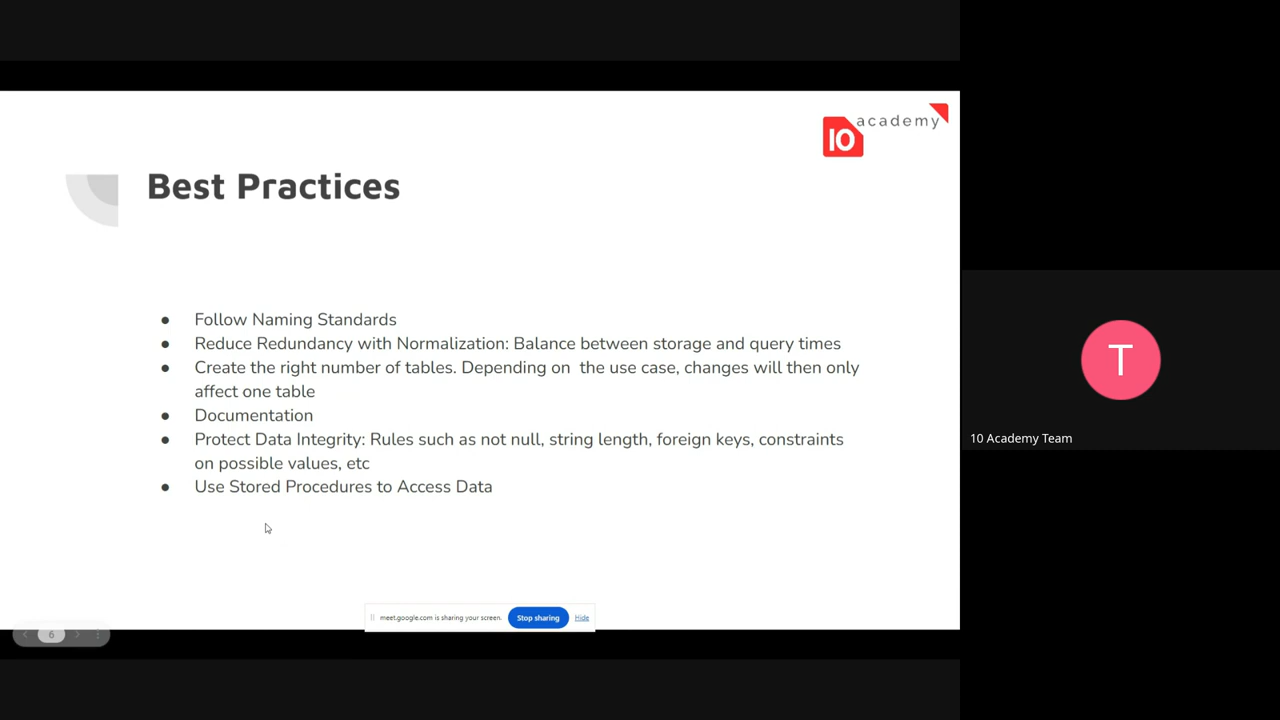 10 academy
Best Practices
● Follow Naming Standards
● Reduce Redundancy with Normalization: Balance between storage and query times
● Create the right number of tables. Depending on  the use case, changes will then only
affect one table
● Documentation
● Protect Data Integrity: Rules such as not null, string length, foreign keys, constraints
on possible values, etc
● Use Stored Procedures to Access Data
T
10 Academy Team
meet.google.com is sharing your screen. Stop sharing Hide
6